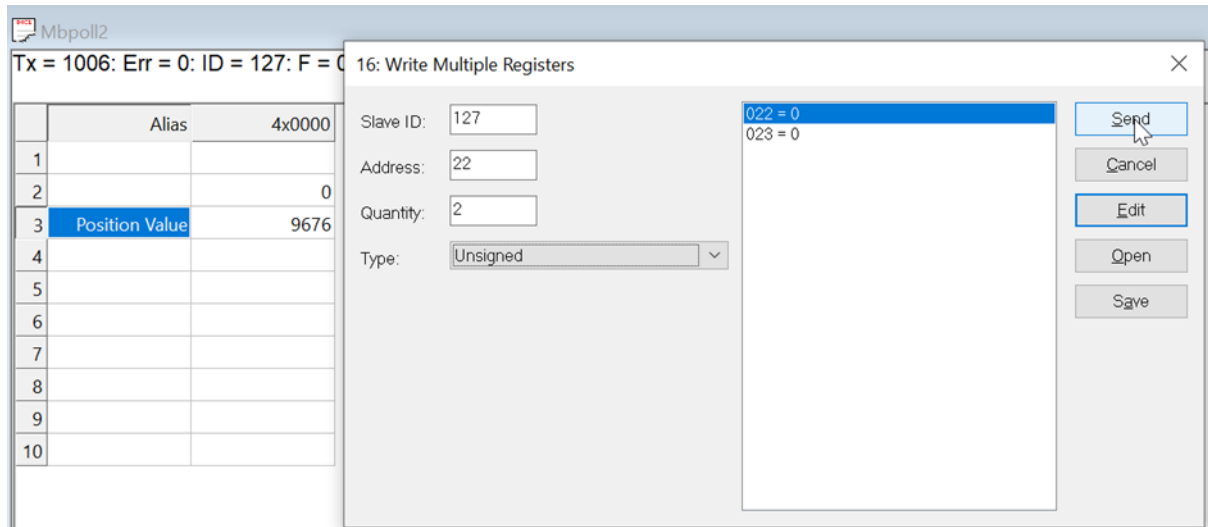 Mbpoll2
Tx = 1006: Err = 0: ID = 127: F =
Alias 4x0000
1
2 0
3 Position Value 9676
4
5
6
7
8
9
10
16: Write Multiple Registers
Slave ID: 127
Address: 22
Quantity: 2
Type: Unsigned
022 = 0
023 = 0
Send
Cancel
Edit
Open
Save